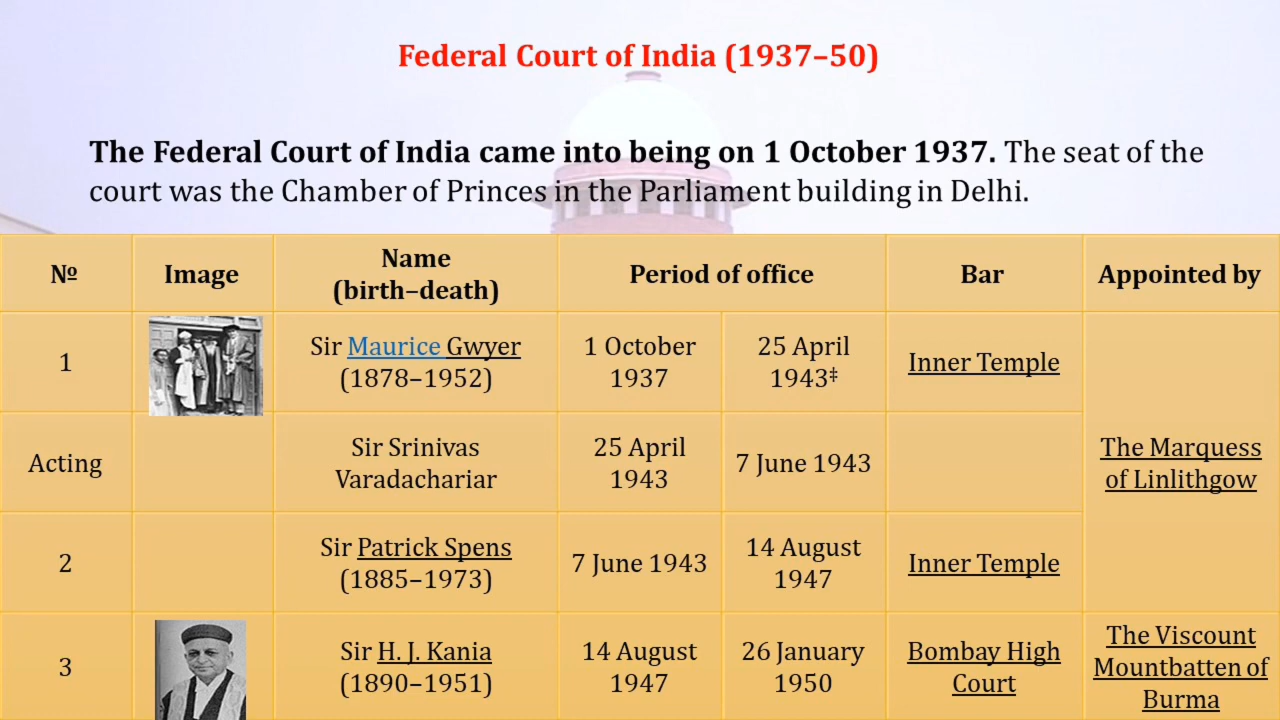 Federal Court of India (1937–50)
The Federal Court of India came into being on 1 October 1937. The seat of the
court was the Chamber of Princes in the Parliament building in Delhi.
№ Image Name (birth–death) Period of office Bar Appointed by
1
Sir Maurice Gwyer
(1878–1952)
1 October
1937
25 April
1943‡
Inner Temple
The Marquess
of Linlithgow
Acting
Sir Srinivas
Varadachariar
25 April
1943
7 June 1943
2
Sir Patrick Spens
(1885–1973)
7 June 1943
14 August
1947
Inner Temple
3
Sir H. J. Kania
(1890–1951)
14 August
1947
26 January
1950
Bombay High
Court
The Viscount
Mountbatten of
Burma